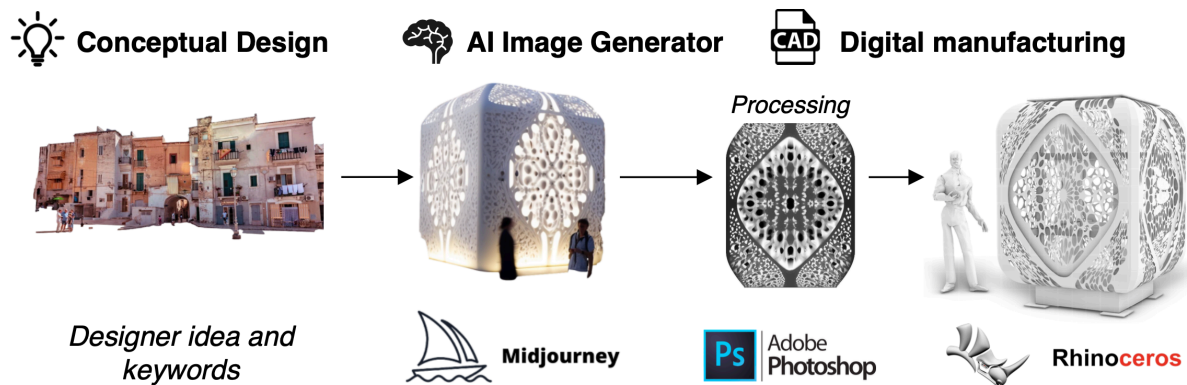 Conceptual Design
AI Image Generator
CAD
Digital manufacturing
Processing
Designer idea and
keywords
Midjourney
Ps
Adobe
Photoshop
Rhinoceros